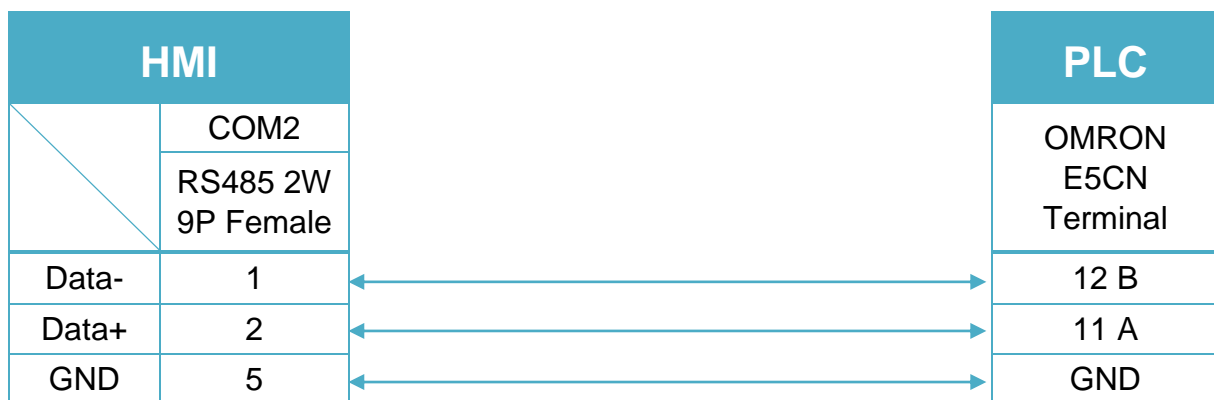 HMI
PLC
COM2
RS485 2W
9P Female
OMRON
E5CN
Terminal
Data- 1 12 B
Data+ 2 11 A
GND 5 GND